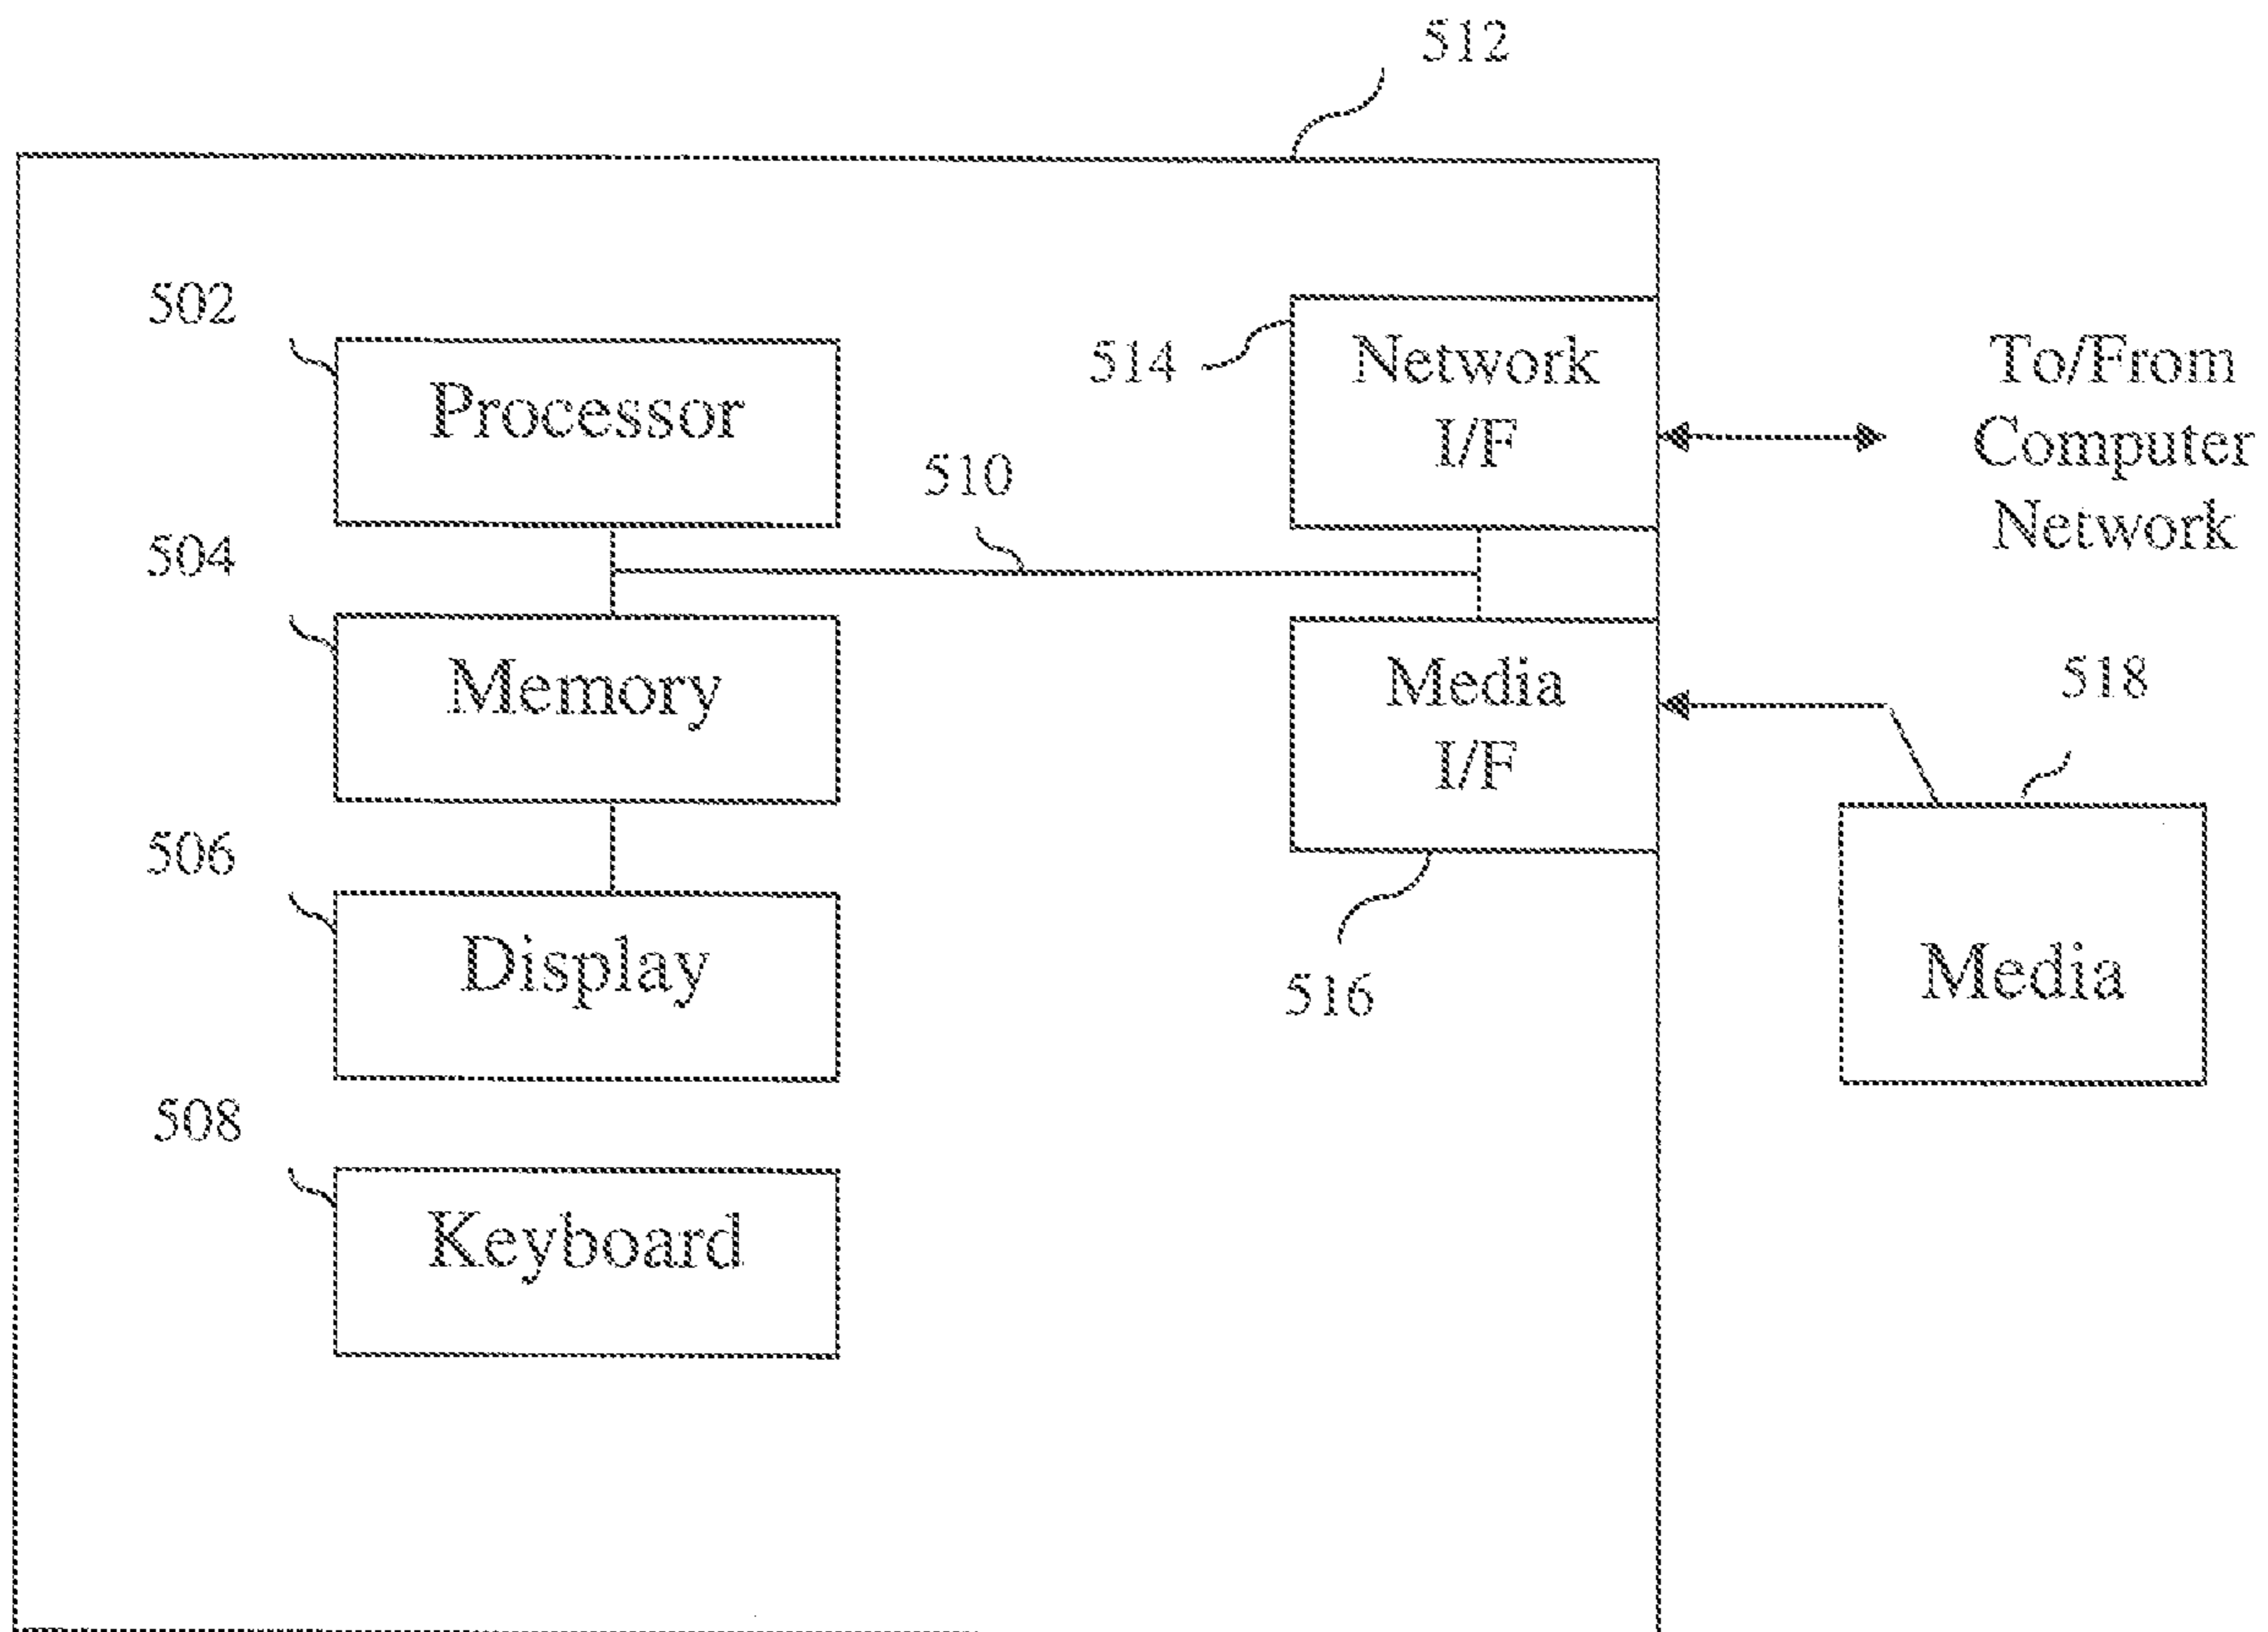 512
502
Processor
514
Network
I/F
To/From
Computer
Network
510
504
Memory
Media
I/F
518
506
Display
516
Media
508
Keyboard